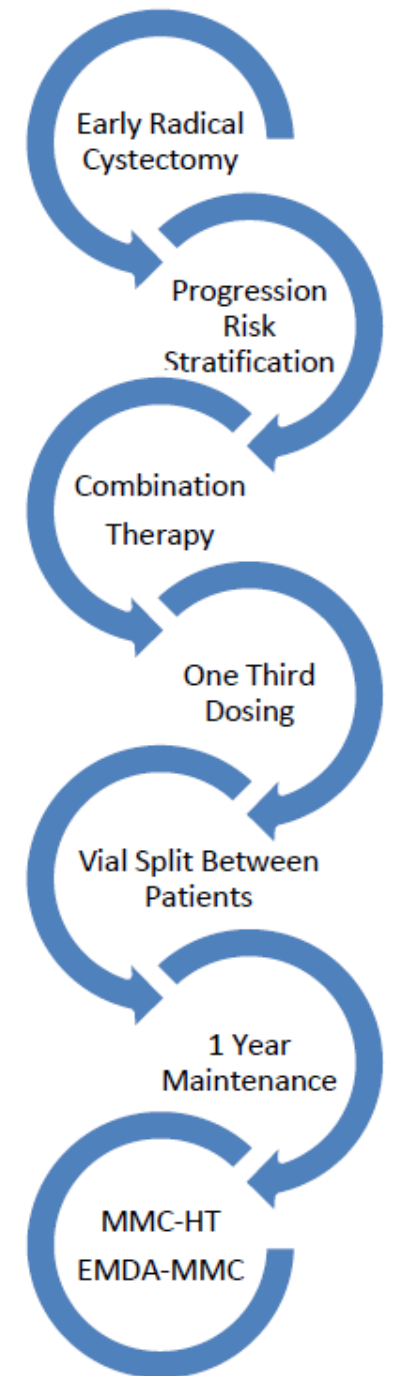 Early Radical
Cystectomy
Progression
Risk
Stratification
Combination
Therapy
One Third
Dosing
Vial Split Between
Patients
1 Year
Maintenance
MMC-HT
EMDA-MMC